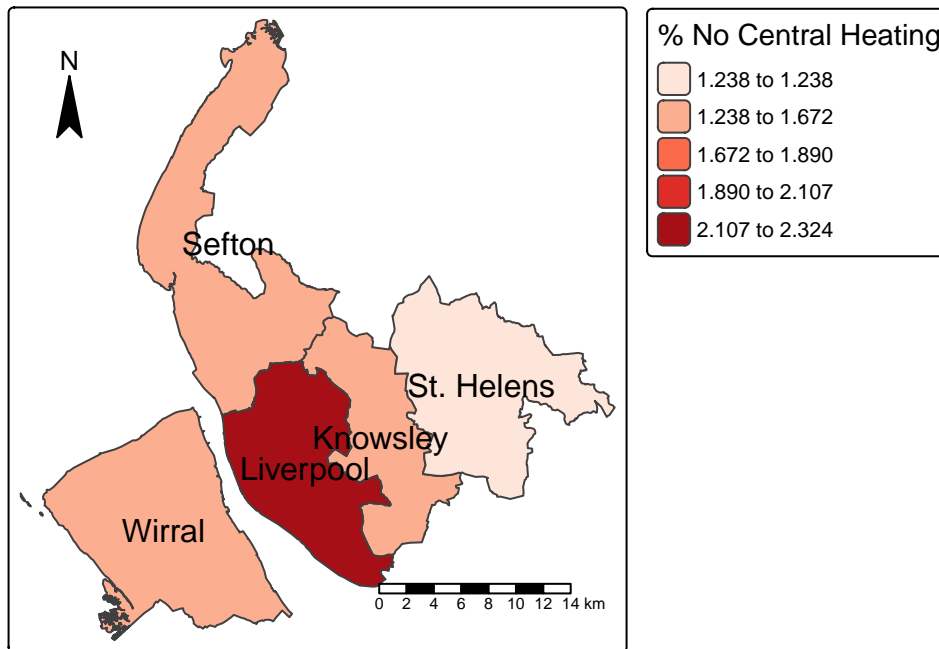 N
Sefton
St. Helens
Knowsley
Liverpool
Wirral
0 2 4 6 8 10 12 14 km
% No Central Heating
1.238 to 1.238
1.238 to 1.672
1.672 to 1.890
1.890 to 2.107
2.107 to 2.324